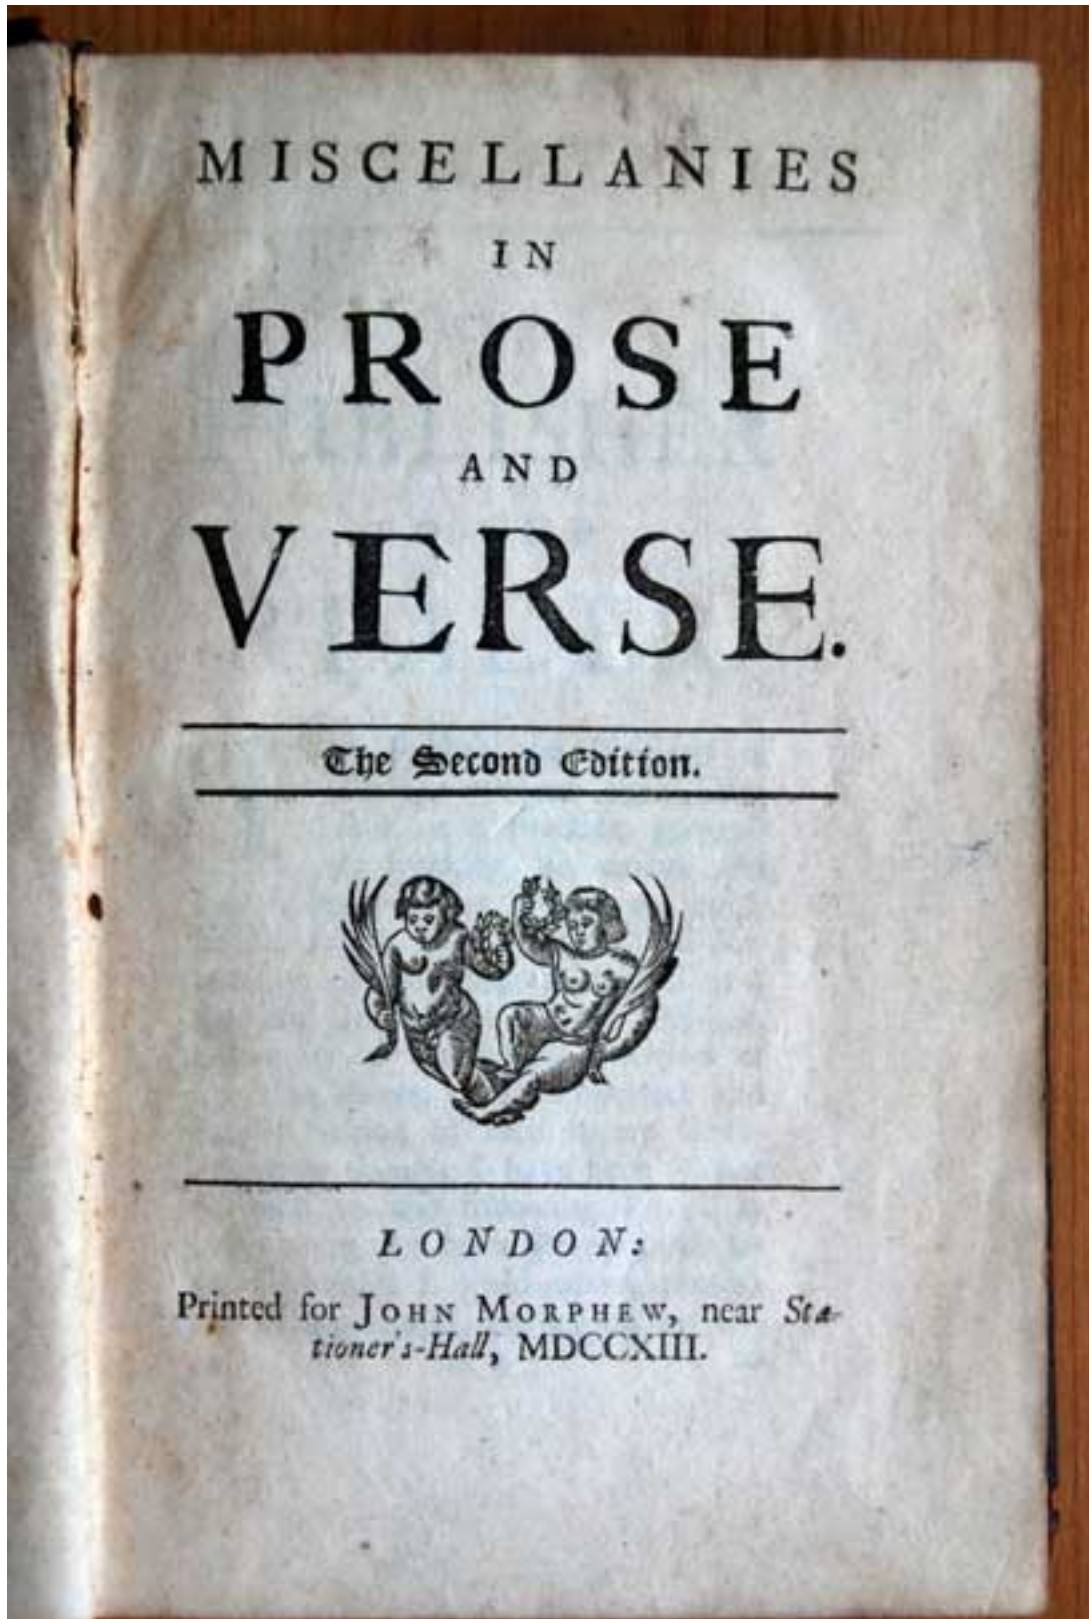 MISCELLANIES
IN
PROSE
AND
VERSE.
The Second Edition.
LONDON:
Printed for JOHN MORPHEW, near Sta-
tioner's-Hall, MDCCXIII.